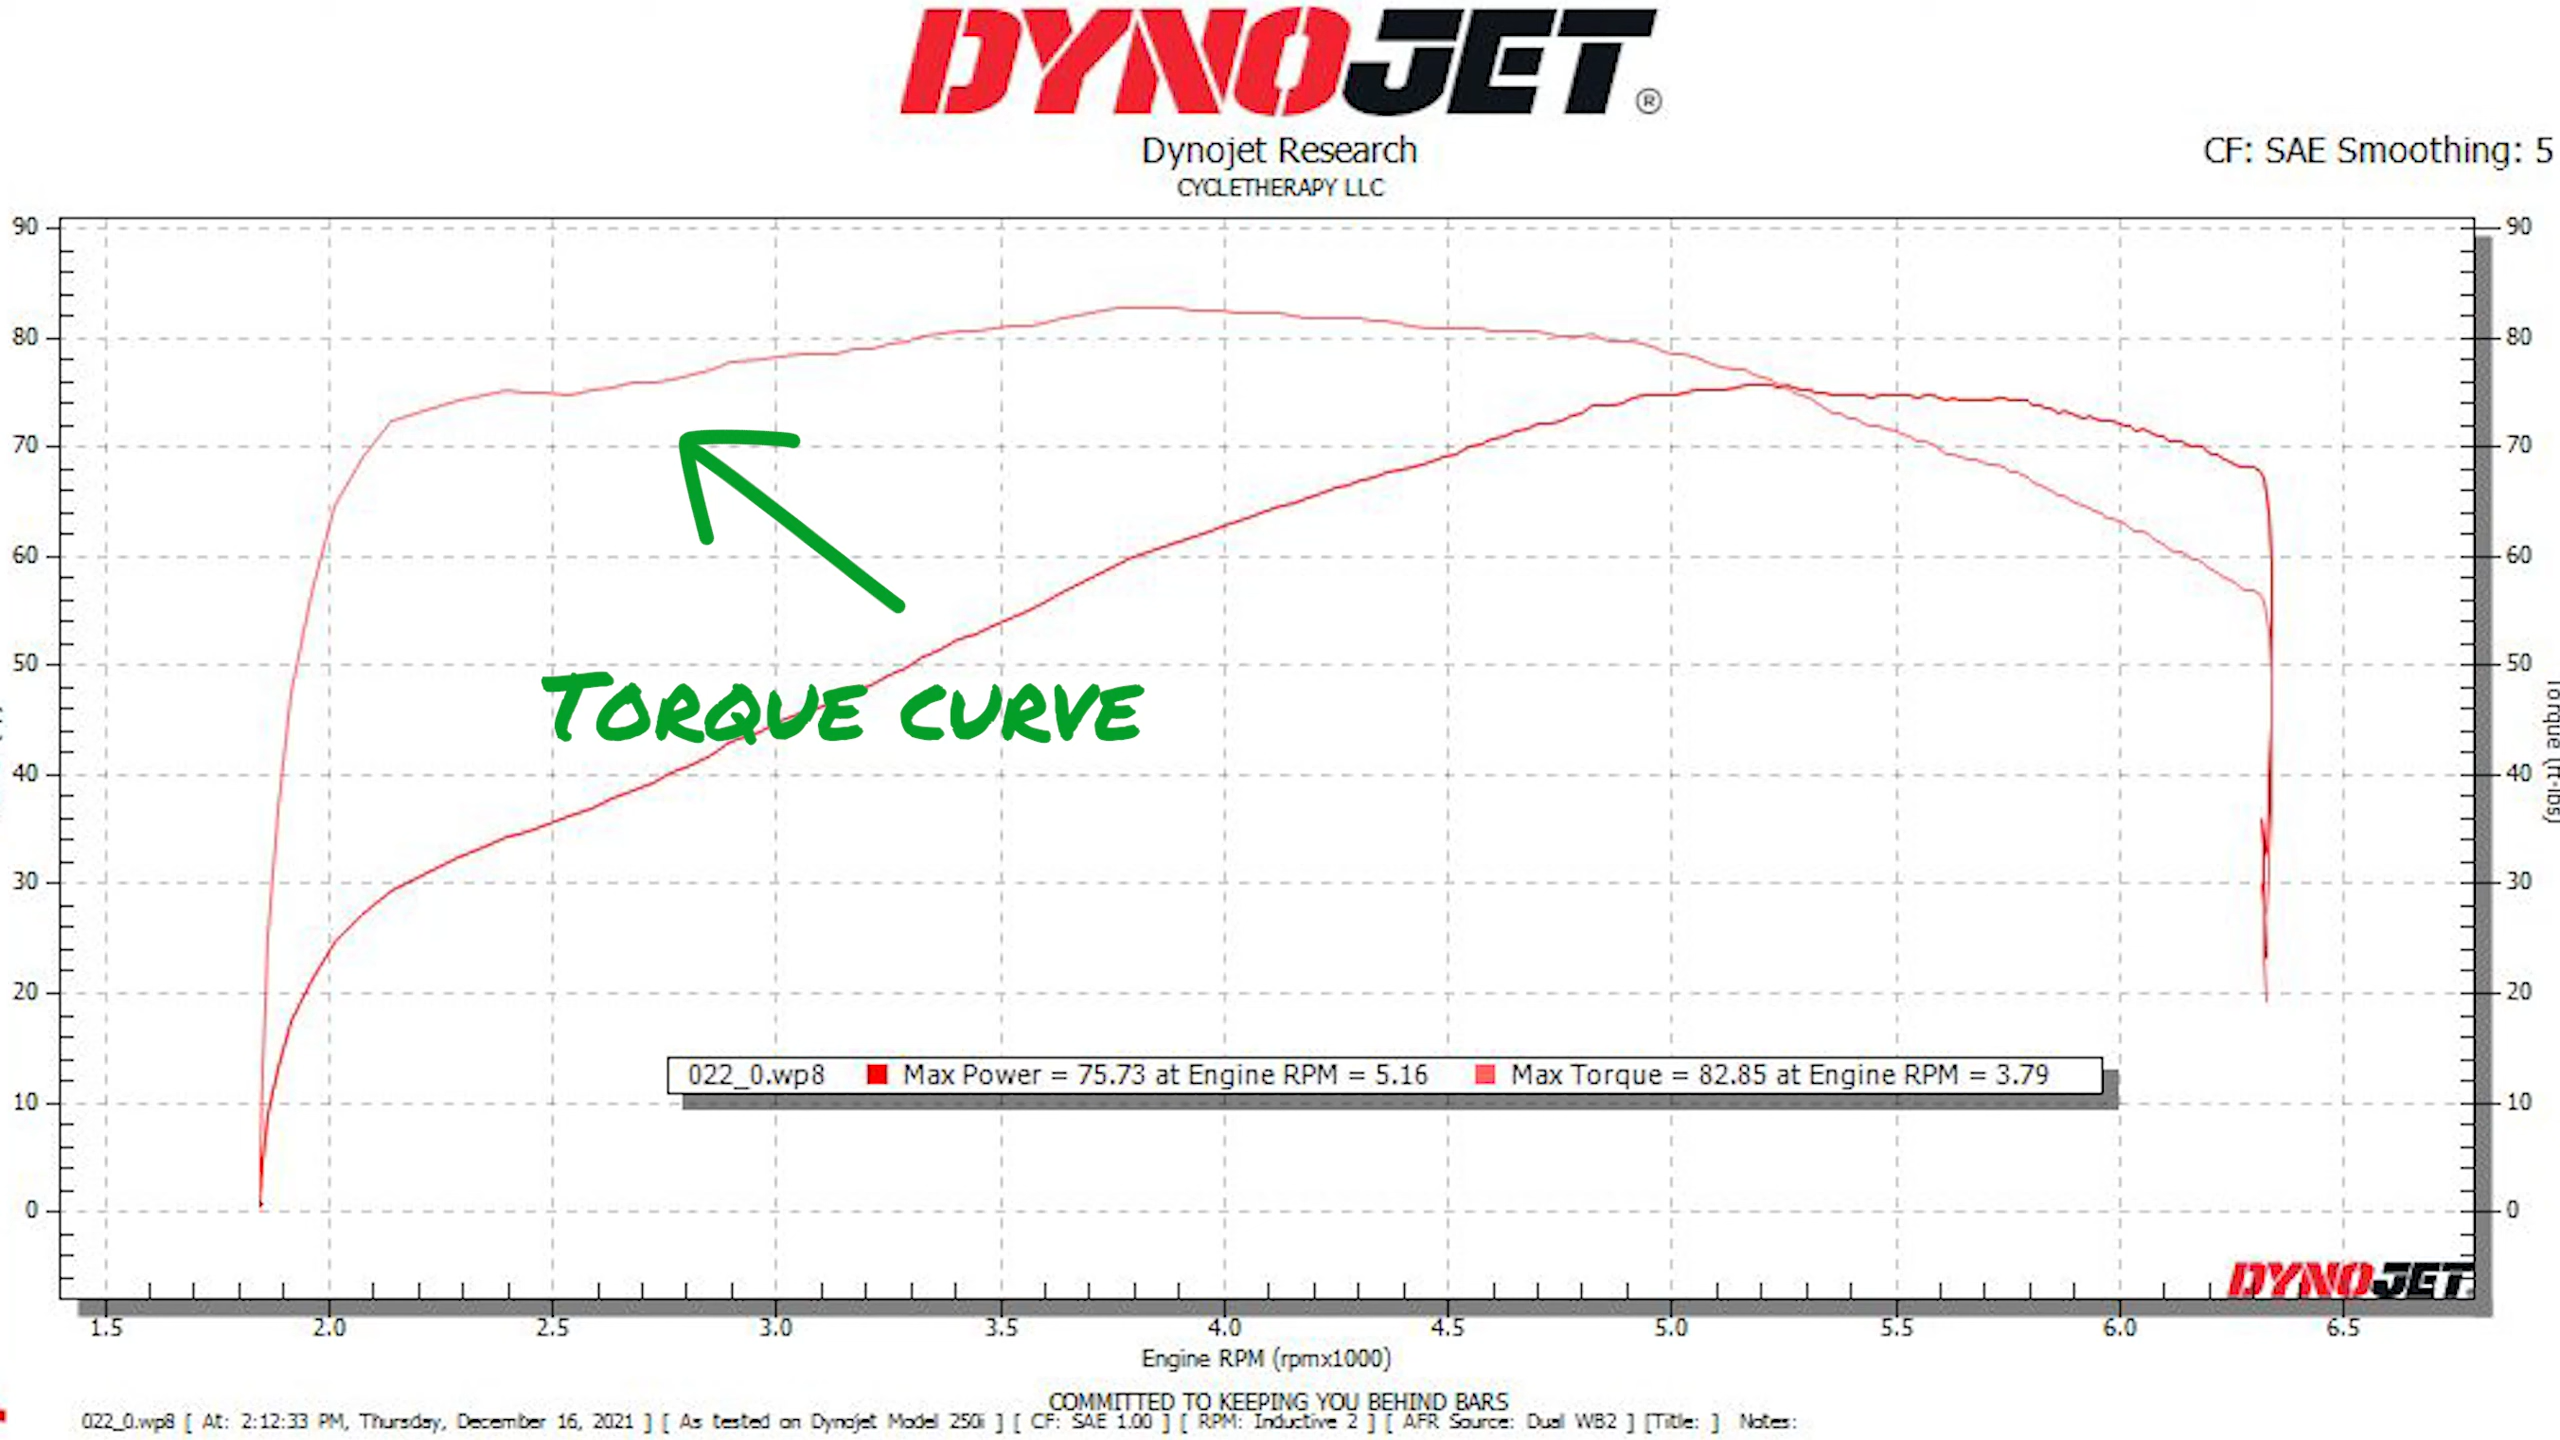 DYNOJET®
Dynojet Research
CYCLETHERAPY LLC
CF: SAE Smoothing: 5
90 90
80 80
70 70
60 60
50 50
40 40
30 30
20 20
10 10
0 0
Torque (ft-lbs)
TORQUE CURVE
022_0.wp8 Max Power = 75.73 at Engine RPM = 5.16 Max Torque = 82.85 at Engine RPM = 3.79
DYNOJET
1.5 2.0 2.5 3.0 3.5 4.0 4.5 5.0 5.5 6.0 6.5
Engine RPM (rpmx1000)
COMMITTED TO KEEPING YOU BEHIND BARS
022_0.wp8 [ At: 2:12:33 PM, Thursday, December 16, 2021 ] [ As tested on Dynojet Model 250i ] [ CF: SAE 1.00 ] [ RPM: Inductive 2 ] [ AFR Source: Dual WB2 ] [Title: ] Notes: